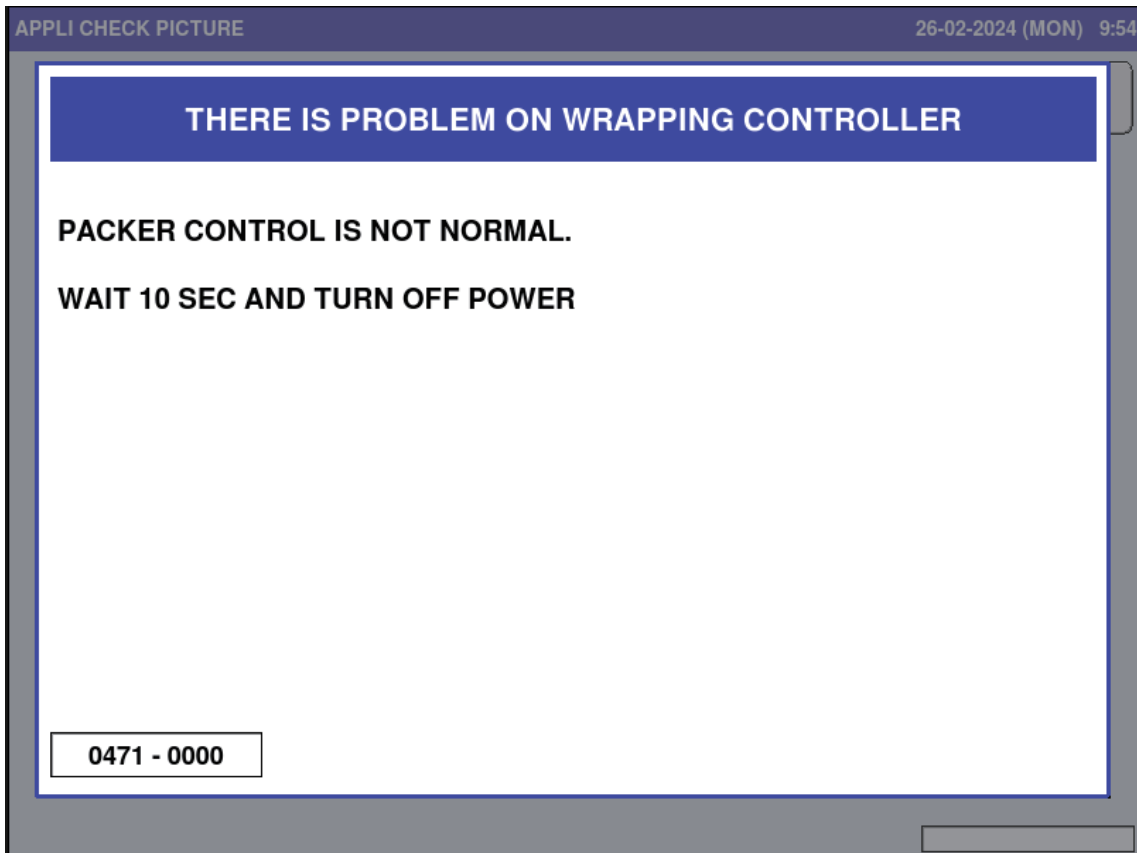 APPLI CHECK PICTURE 26-02-2024 (MON) 9:54
THERE IS PROBLEM ON WRAPPING CONTROLLER
PACKER CONTROL IS NOT NORMAL.
WAIT 10 SEC AND TURN OFF POWER
0471 - 0000